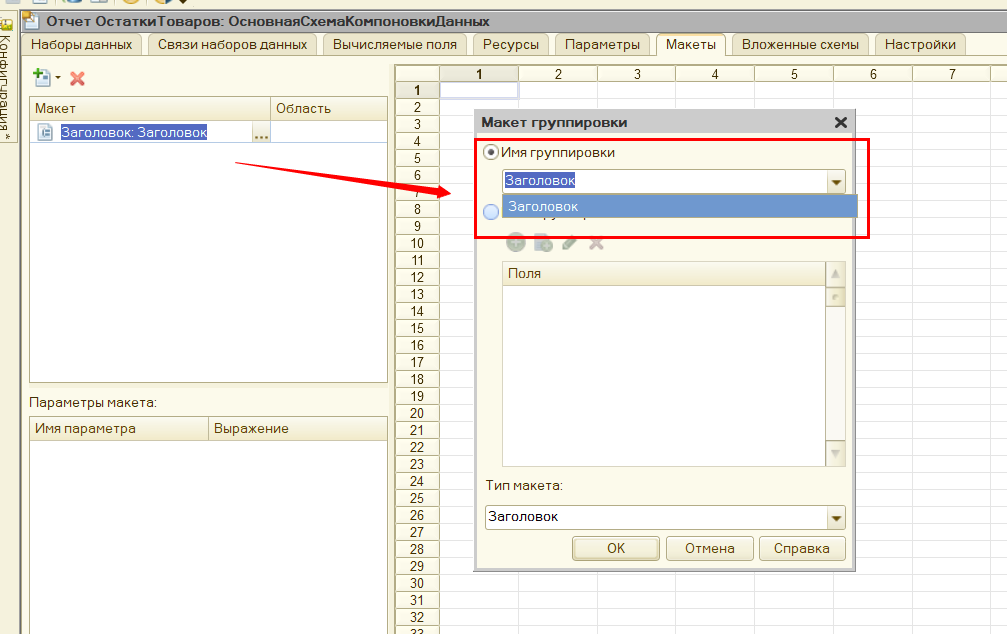 Отчет ОстаткиТоваров: ОсновнаяСхемаКомпоновкиДанных
Конфигурация *
Наборы данных
Связи наборов данных
Вычисляемые поля
Ресурсы
Параметры
Макеты
Вложенные схемы
Настройки
Макет
Область
Заголовок: Заголовок
...
Параметры макета:
Имя параметра
Выражение
1 2 3 4 5 6 7
1
2
3
4
5
6
7
8
9
10
11
12
13
14
15
16
17
18
19
20
21
22
23
24
25
26
27
28
29
30
31
32
33
Макет группировки
Имя группировки
Заголовок
Заголовок
Поля
Тип макета:
Заголовок
ОК
Отмена
Справка